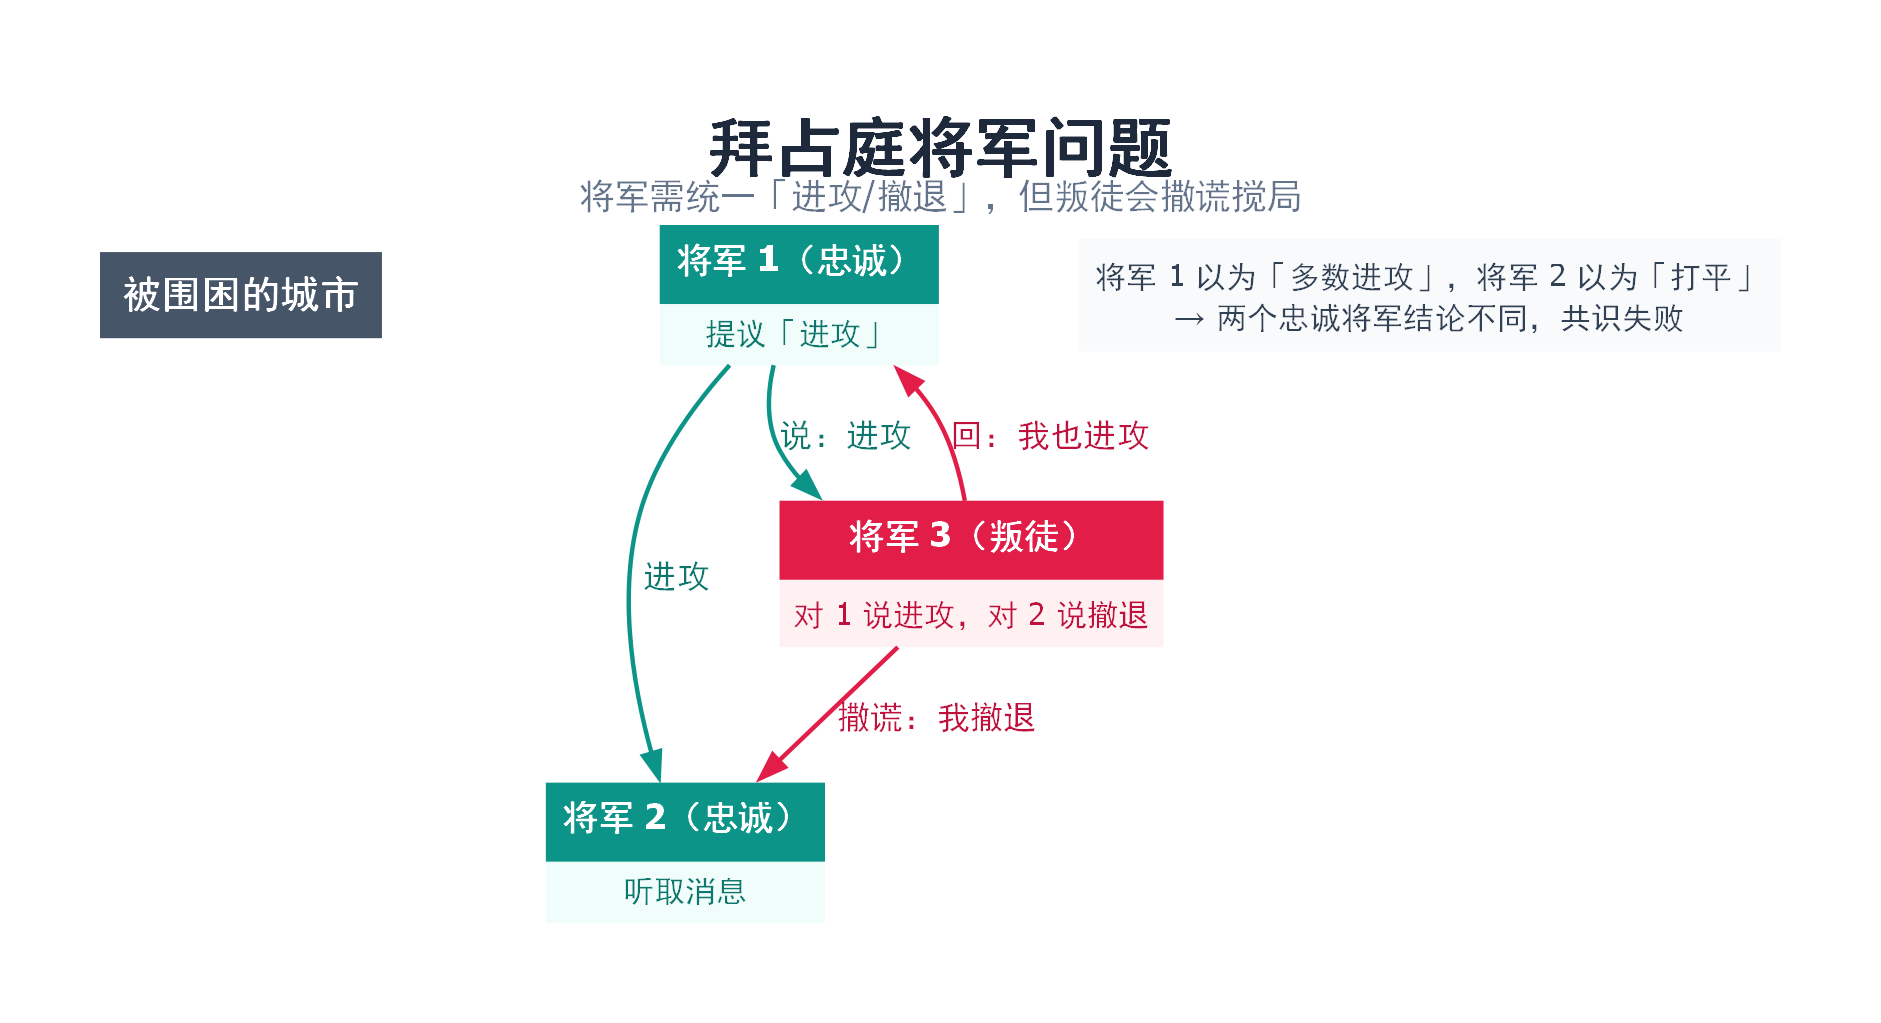 拜占庭将军问题
将军需统一「进攻/撤退」，但叛徒会撒谎搅局
被围困的城市
将军 1（忠诚）
提议「进攻」
将军 1 以为「多数进攻」，将军 2 以为「打平」
→ 两个忠诚将军结论不同，共识失败
说：进攻
回：我也进攻
将军 3（叛徒）
对 1 说进攻，对 2 说撤退
进攻
撒谎：我撤退
将军 2（忠诚）
听取消息